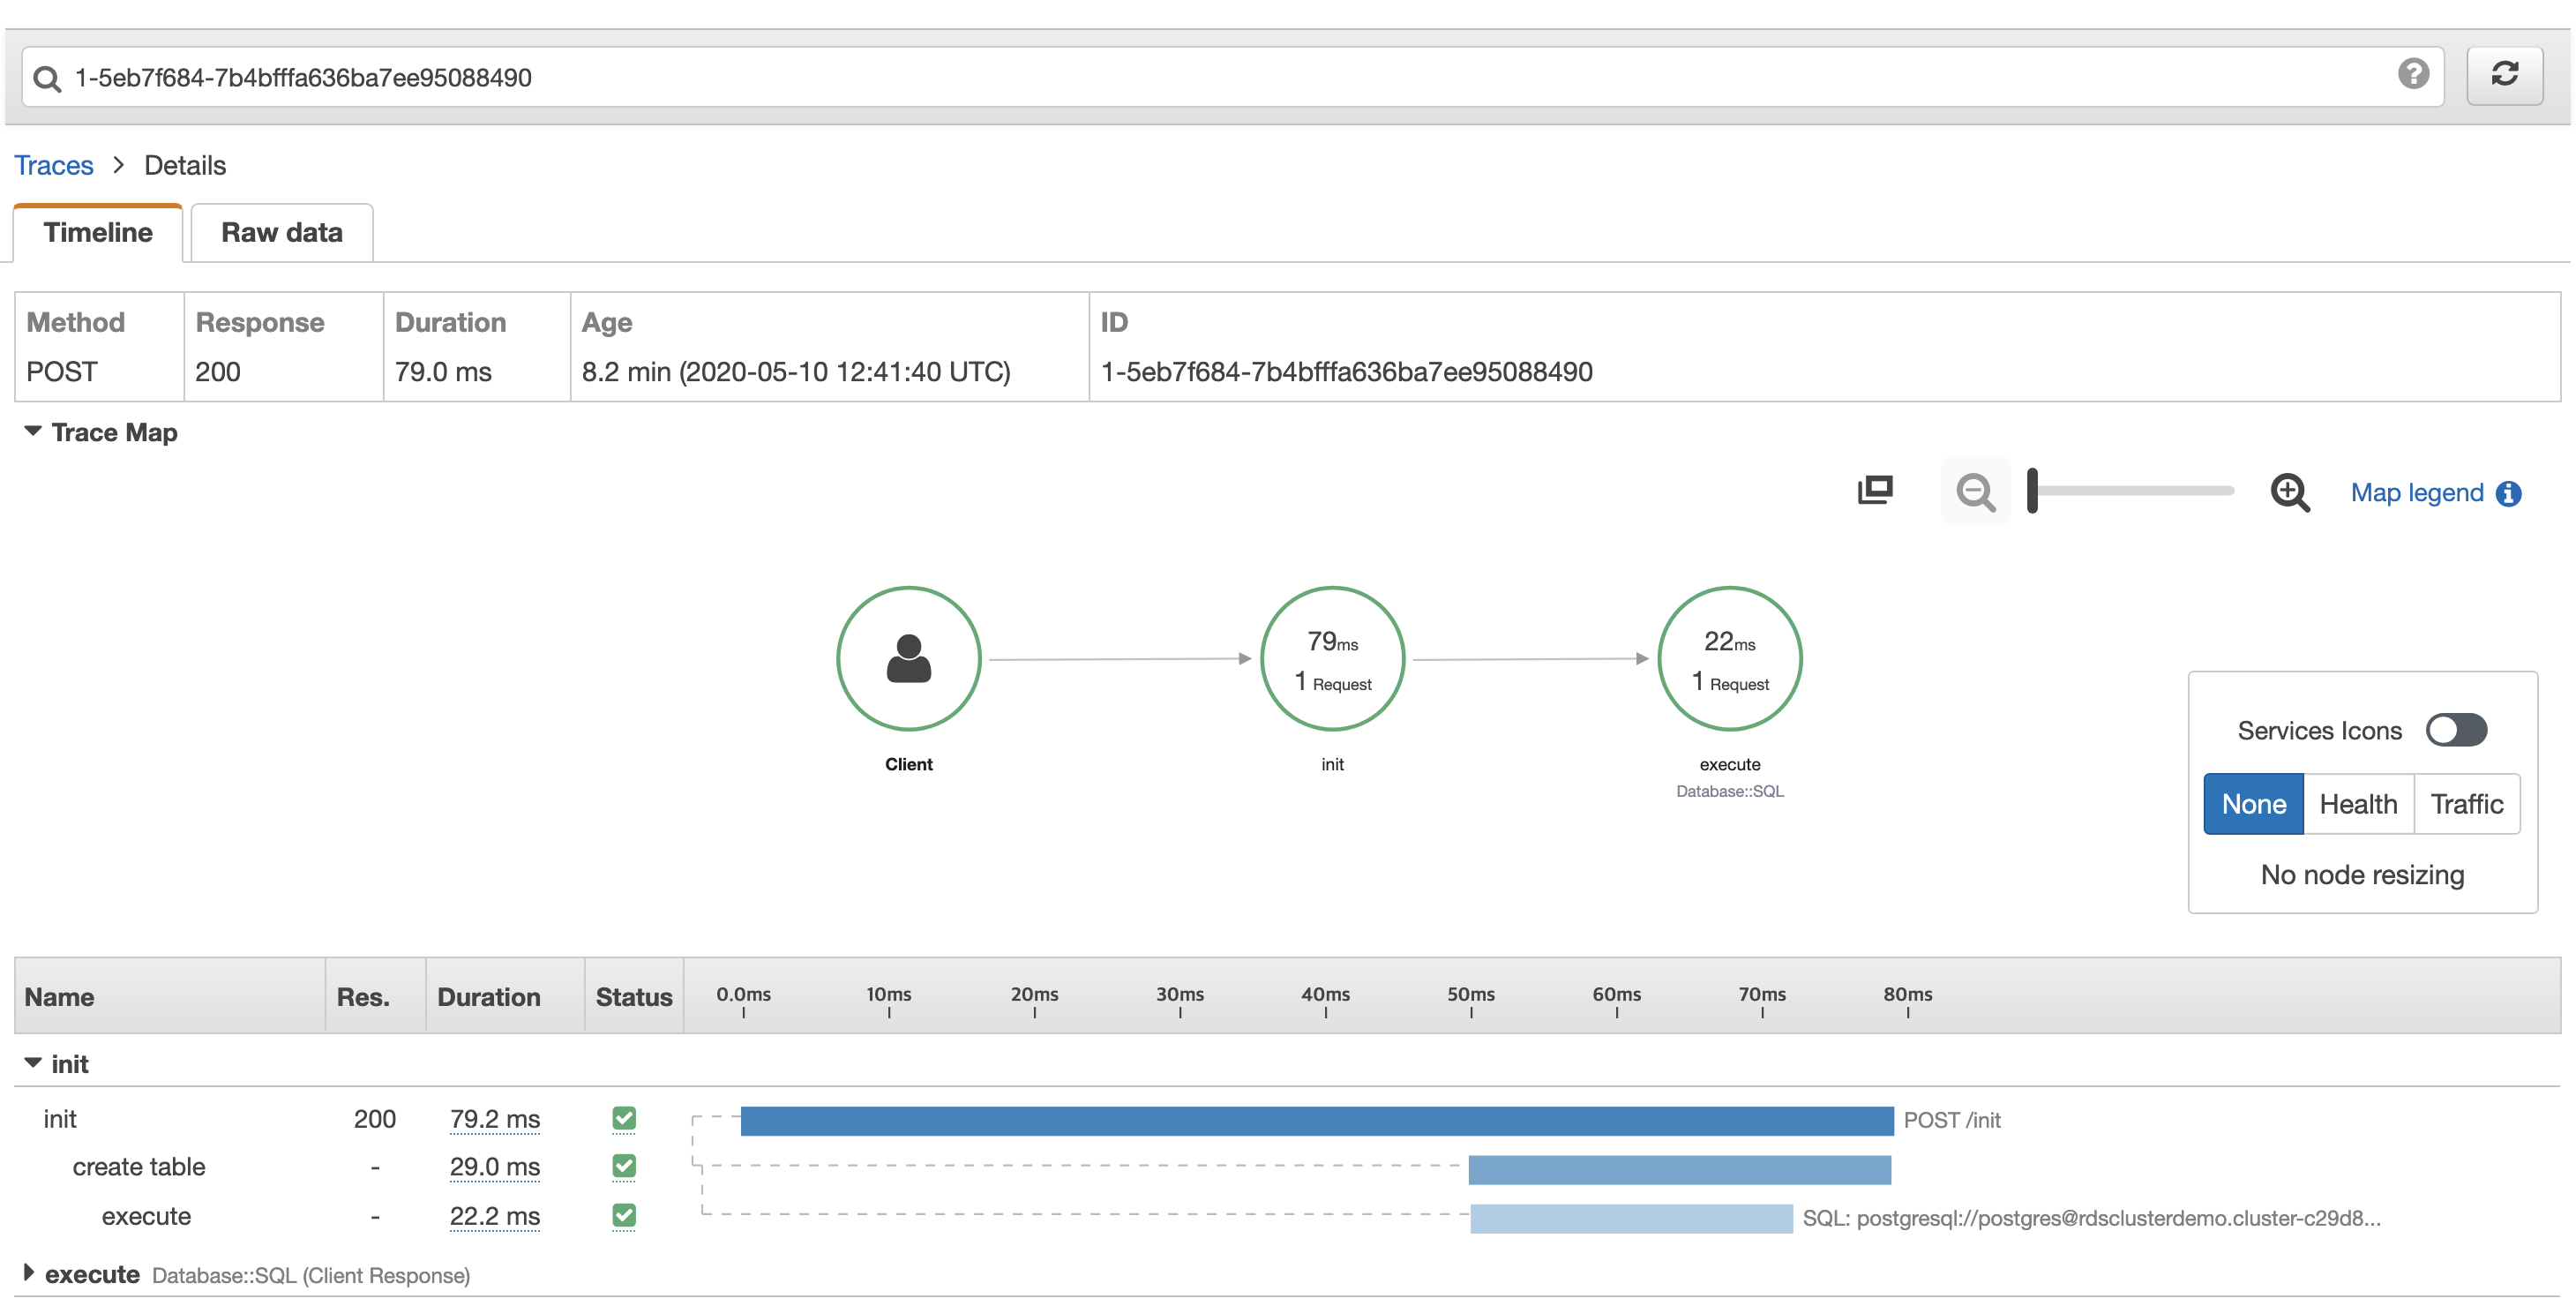 1-5eb7f684-7b4bfffa636ba7ee95088490
Traces > Details
Timeline Raw data
Method Response Duration Age ID
POST 200 79.0 ms 8.2 min (2020-05-10 12:41:40 UTC) 1-5eb7f684-7b4bfffa636ba7ee95088490
Trace Map
Map legend
79ms 22ms
1 Request 1 Request
Client init execute
Database::SQL
Services Icons
None Health Traffic
No node resizing
Name Res. Duration Status 0.0ms 10ms 20ms 30ms 40ms 50ms 60ms 70ms 80ms
init
init 200 79.2 ms POST /init
create table - 29.0 ms
execute - 22.2 ms SQL: postgresql://postgres@rdsclusterdemo.cluster-c29d8...
execute Database::SQL (Client Response)